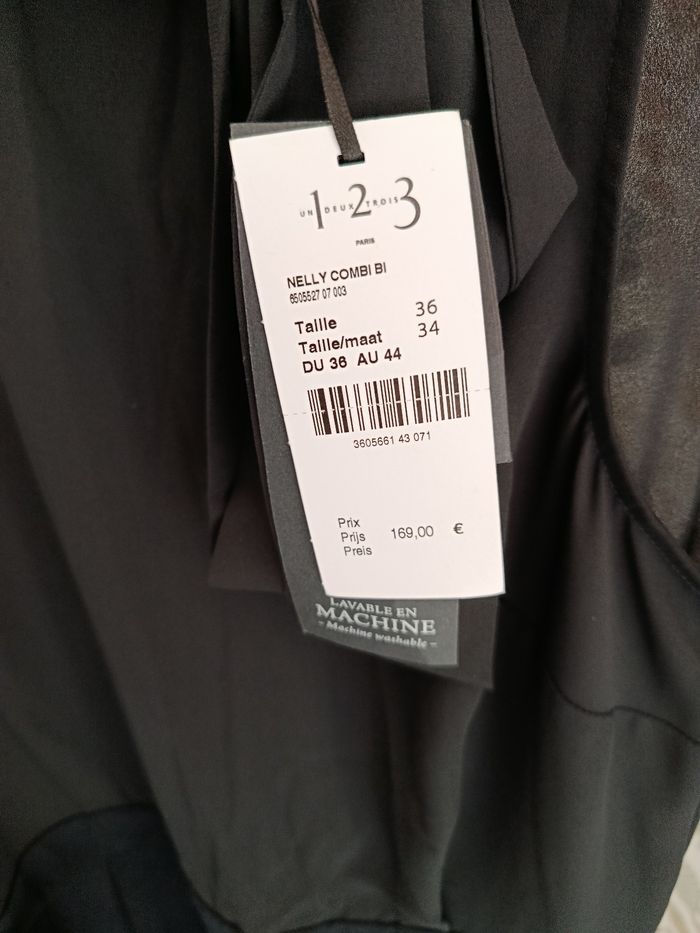 UN 1 DEUX 2 TROIS 3
PARIS
NELLY COMBI BI
6505527 07 003
Taille 36
Taille/maat 34
DU 36 AU 44
3605661 43 071
Prix
Prijs 169,00 €
Preis
LAVABLE EN
MACHINE
- Machine washable -